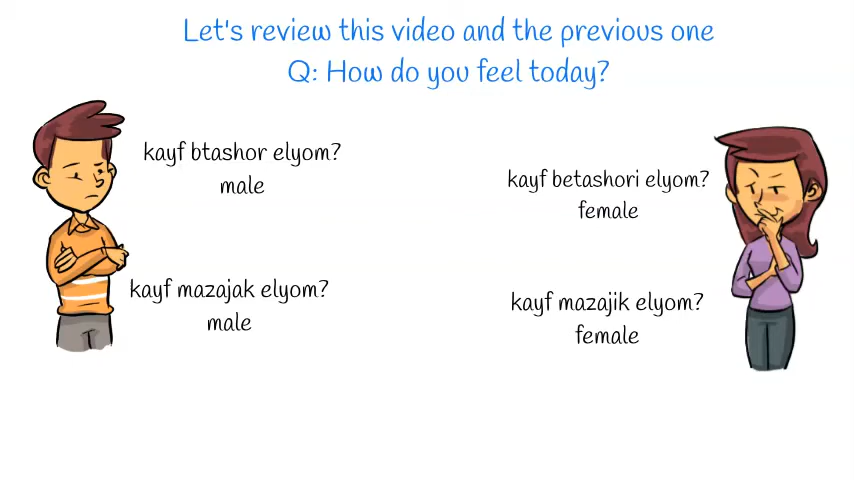 Let's review this video and the previous one
Q: How do you feel today?
kayf btashor elyom?
male
kayf betashori elyom?
female
kayf mazajak elyom?
male
kayf mazajik elyom?
female